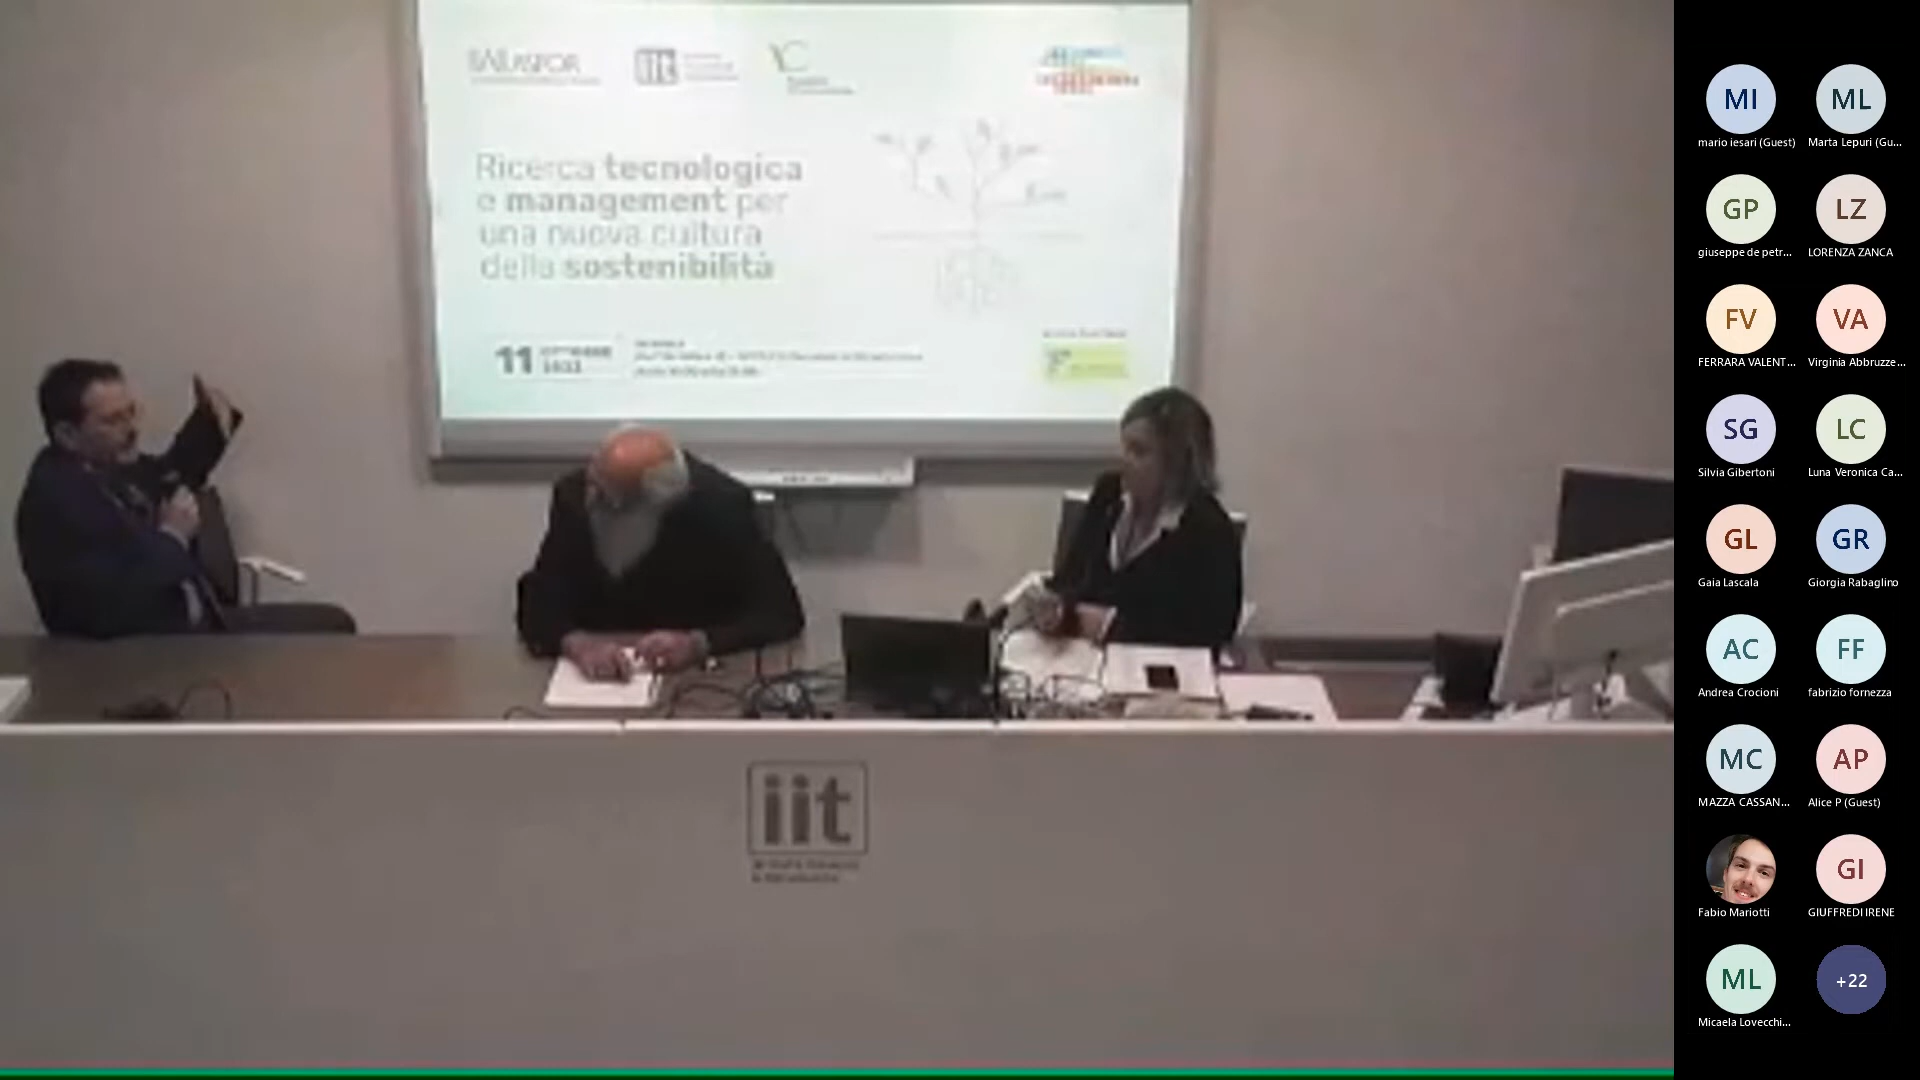 ASFOR
iit
Ricerca tecnologica
e management per
una nuova cultura
della sostenibilità
11
iit
MI
mario iesari (Guest)
ML
Marta Lepuri (Gu...
GP
giuseppe de petr...
LZ
LORENZA ZANCA
FV
FERRARA VALENT...
VA
Virginia Abbruzze...
SG
Silvia Gibertoni
LC
Luna Veronica Ca...
GL
Gaia Lascala
GR
Giorgia Rabaglino
AC
Andrea Crocioni
FF
fabrizio fornezza
MC
MAZZA CASSAN...
AP
Alice P (Guest)
Fabio Mariotti
GI
GIUFFREDI IRENE
ML
Micaela Lovecchi...
+22